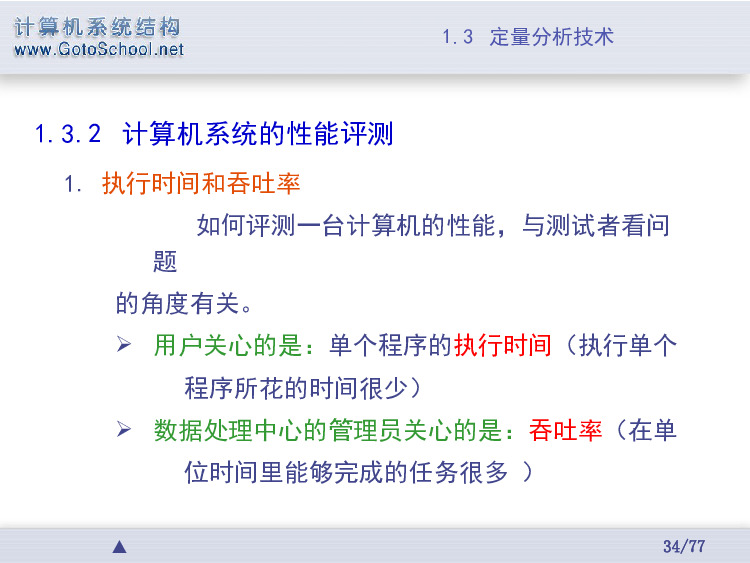 计算机系统结构
www.GotoSchool.net
1.3 定量分析技术
1.3.2 计算机系统的性能评测
1. 执行时间和吞吐率
如何评测一台计算机的性能，与测试者看问
题
的角度有关。
➢ 用户关心的是：单个程序的执行时间（执行单个
程序所花的时间很少）
➢ 数据处理中心的管理员关心的是：吞吐率（在单
位时间里能够完成的任务很多 ）
▲
34/77